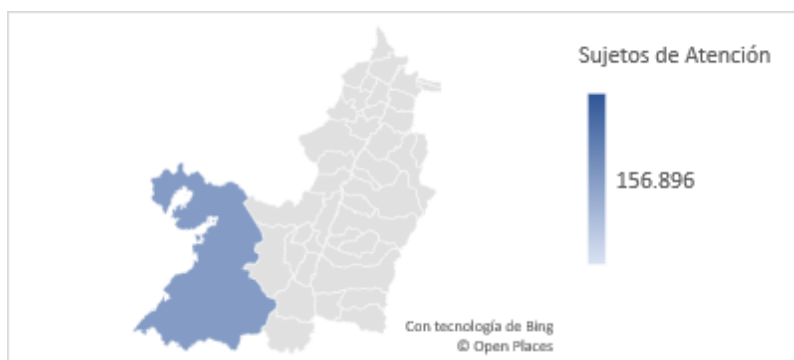 Sujetos de Atención
156.896
Con tecnología de Bing
© Open Places